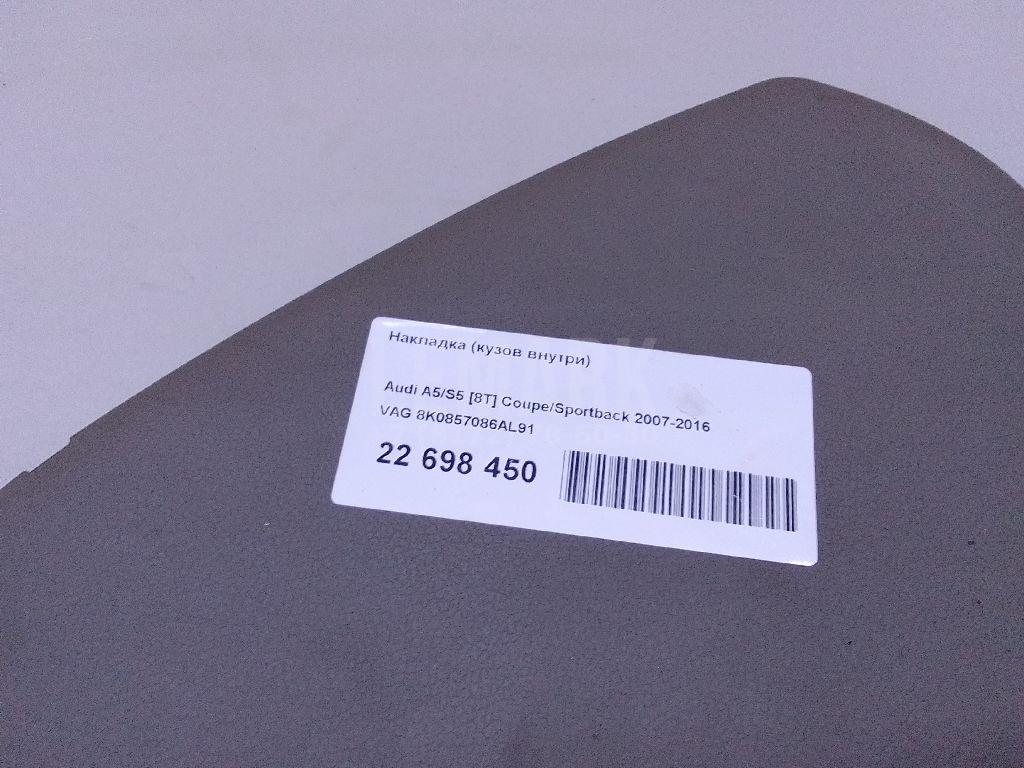 Накладка (кузов внутри)
Audi A5/S5 [8T] Coupe/Sportback 2007-2016
VAG 8K0857086AL91
22 698 450